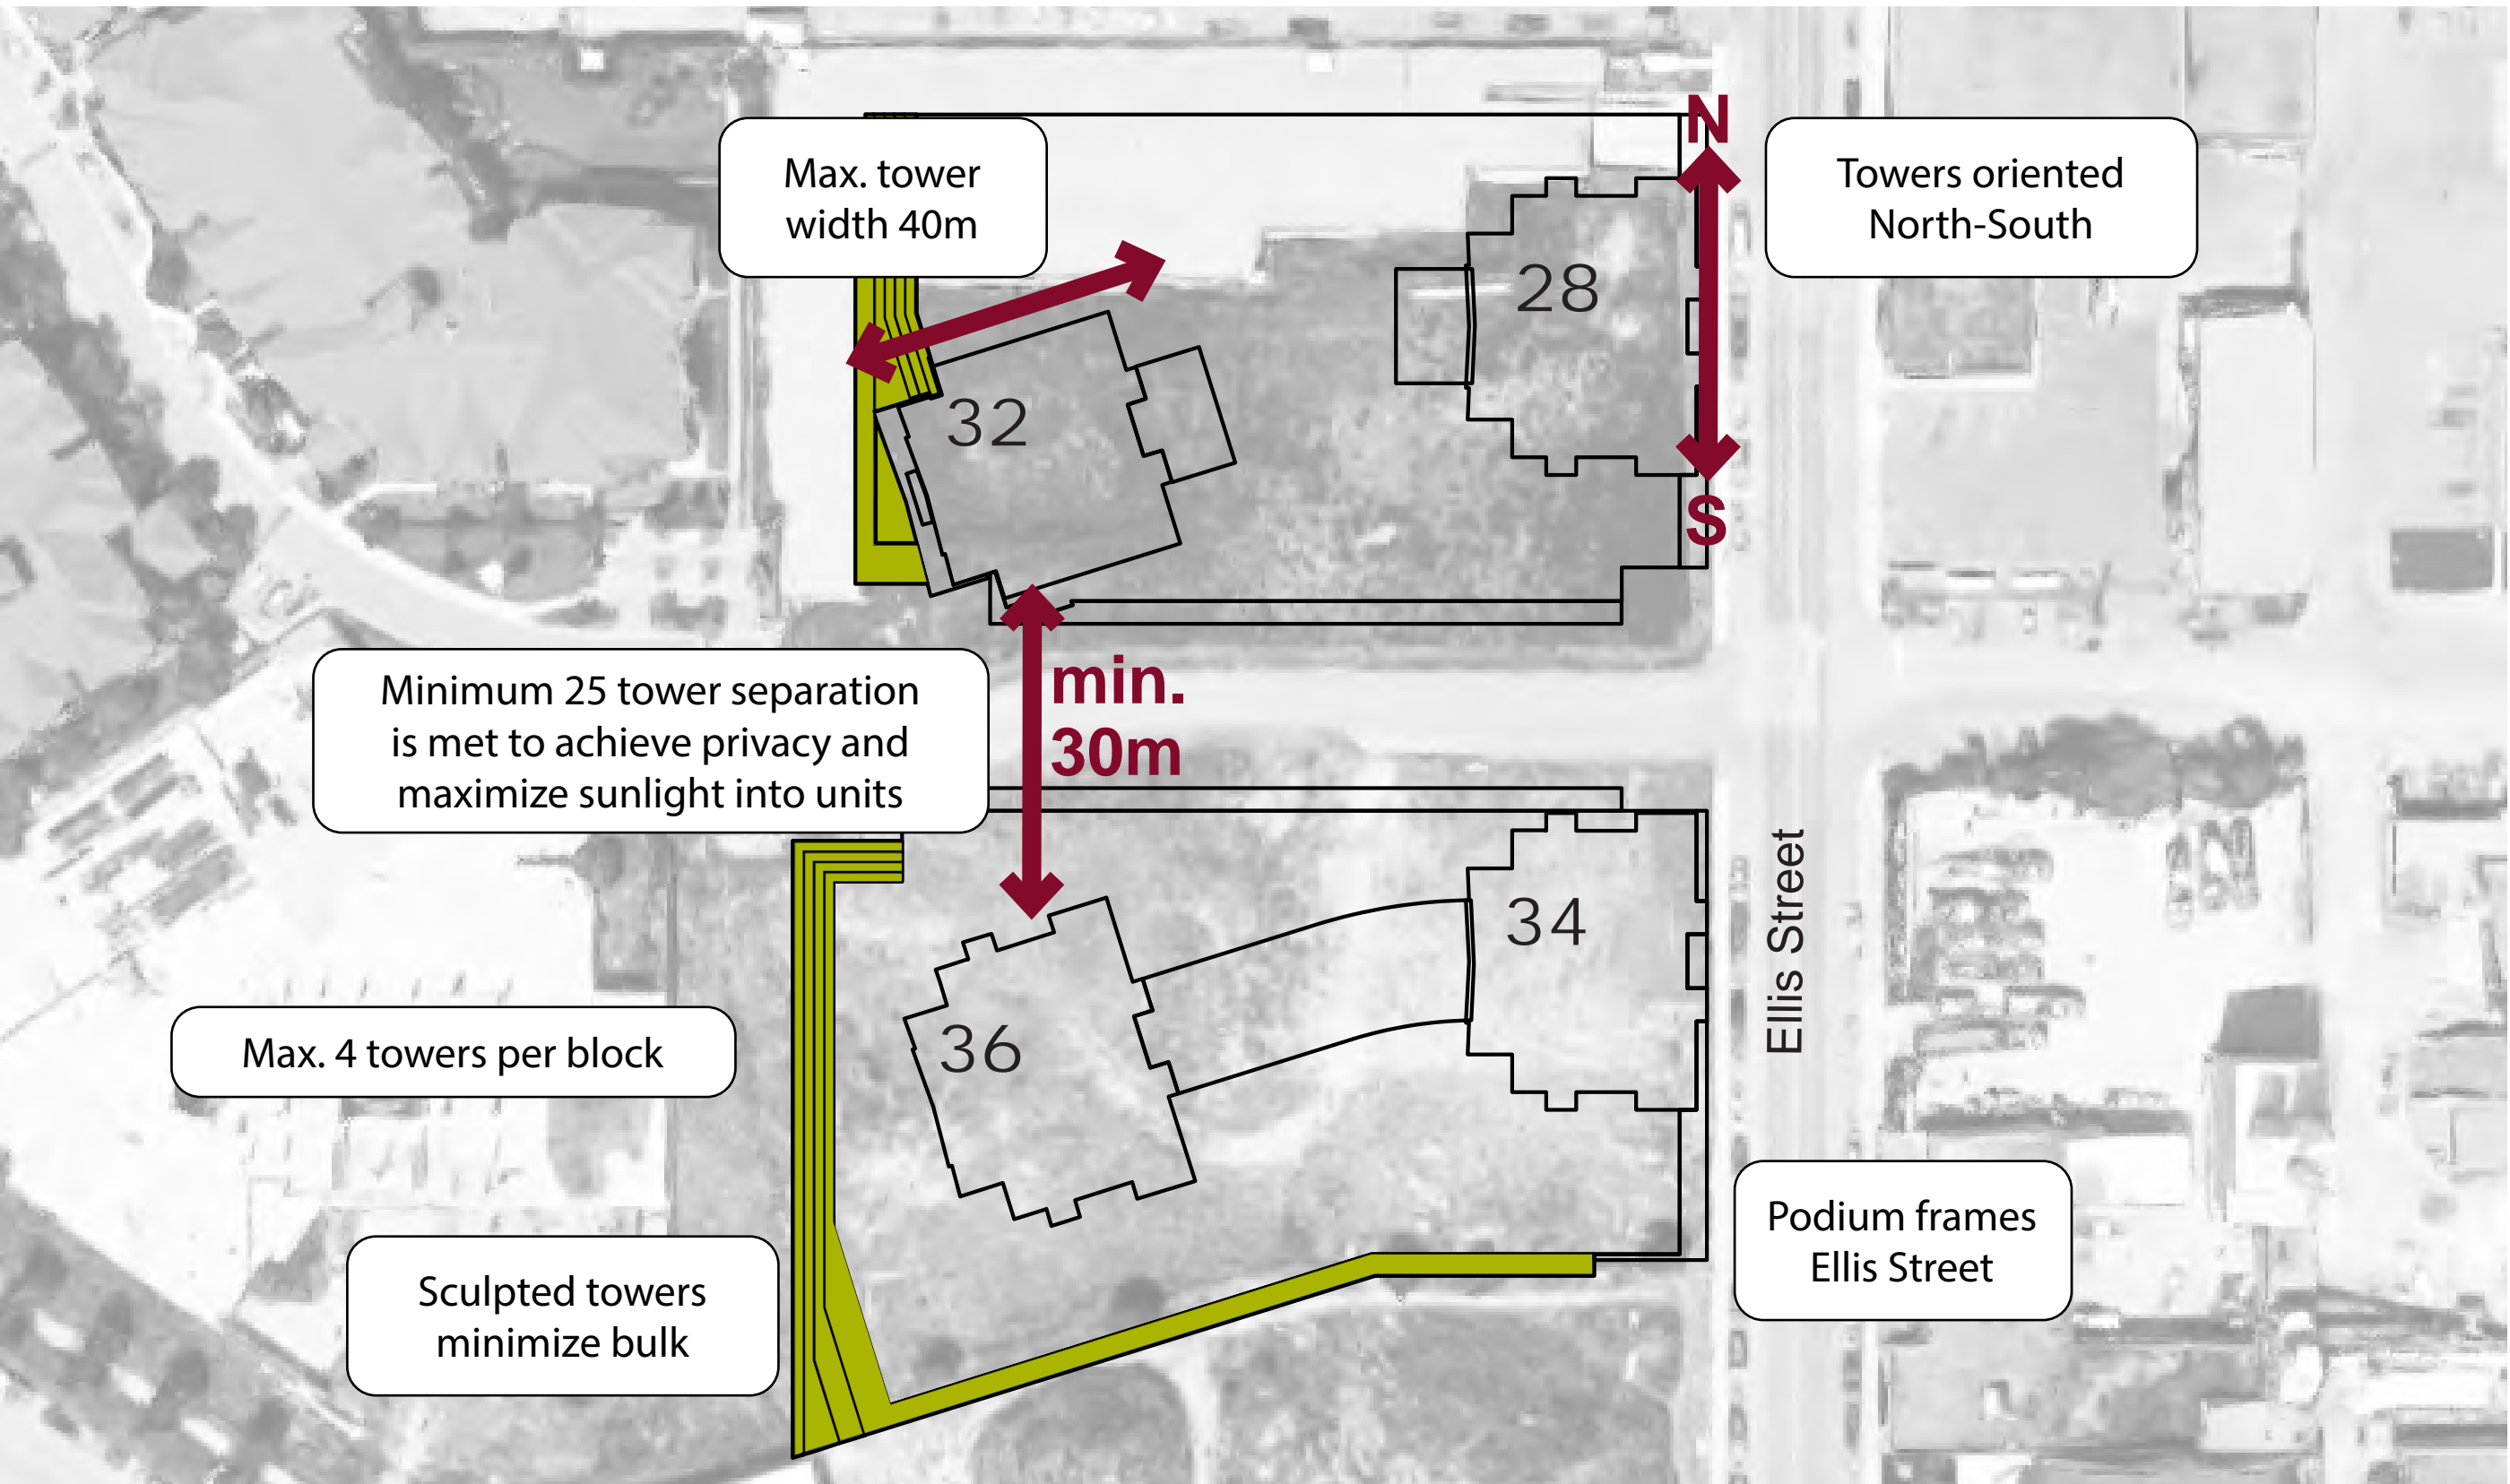 N
Max. tower
width 40m
Towers oriented
North-South
28
32
S
Minimum 25 tower separation
is met to achieve privacy and
maximize sunlight into units
min.
30m
Ellis Street
34
36
Max. 4 towers per block
Podium frames
Ellis Street
Sculpted towers
minimize bulk